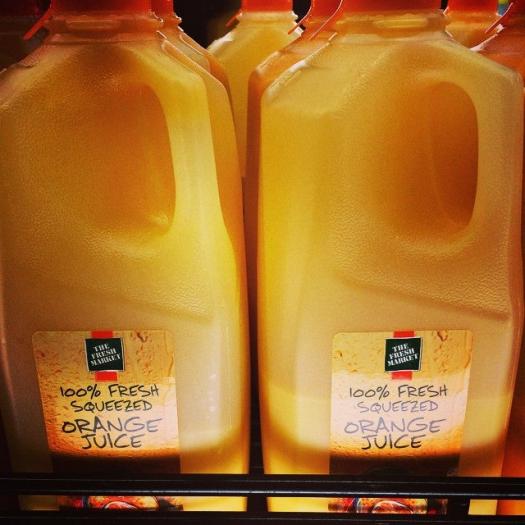 THE
FRESH
MARKET
100% FRESH
SQUEEZED
ORANGE
JUICE
THE
FRESH
MARKET
100% FRESH
SQUEEZED
ORANGE
JUICE